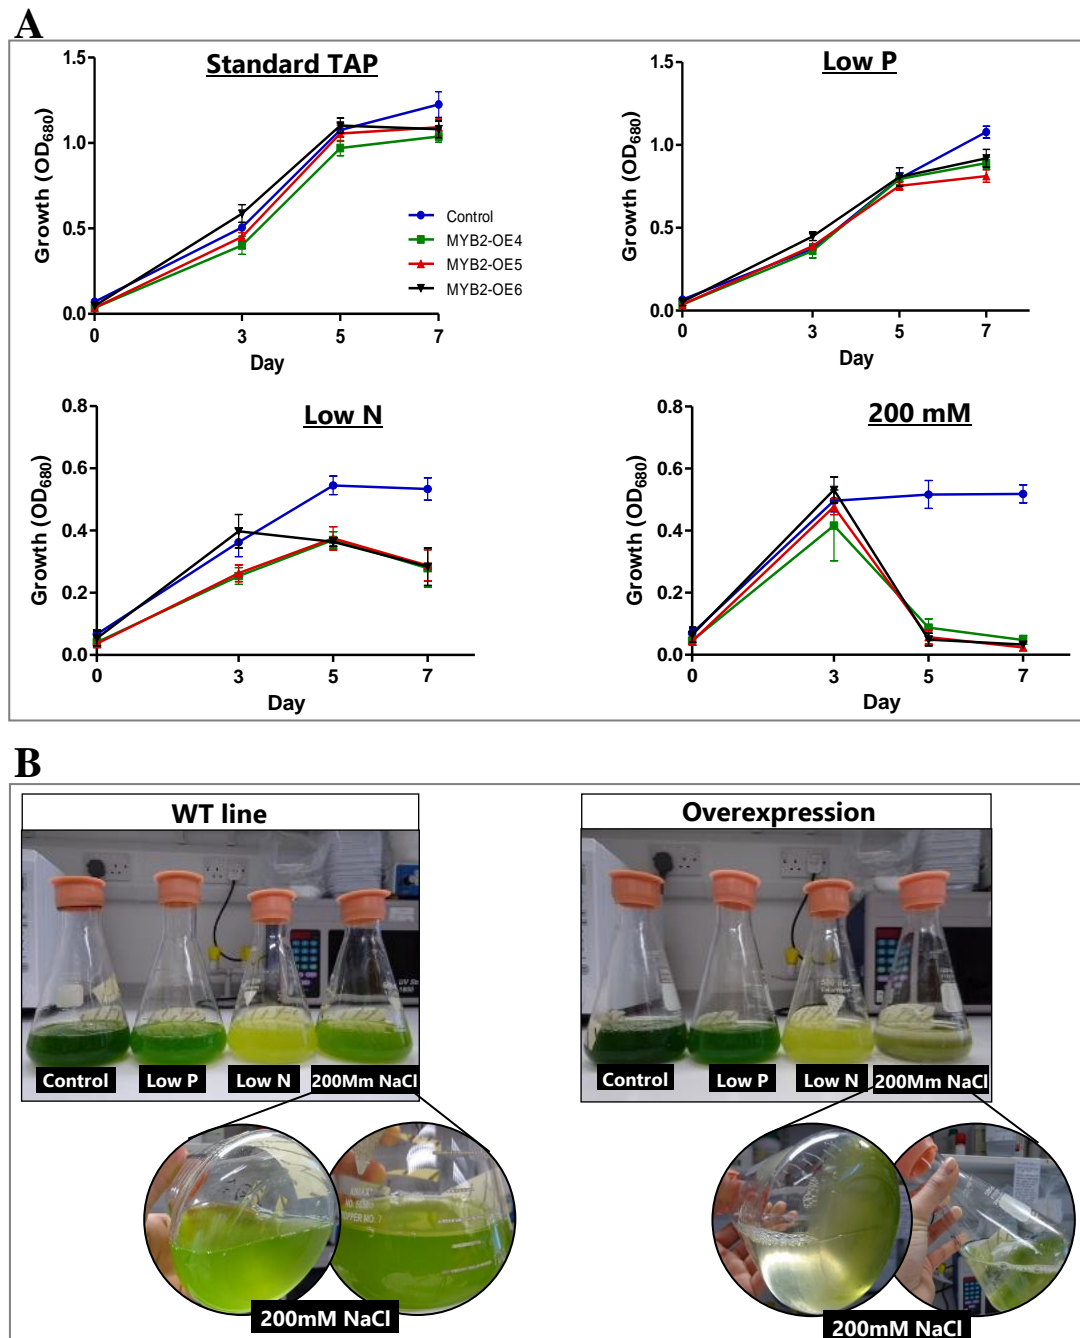 A
Standard TAP
Growth (OD680)
1.5
1.0
0.5
0.0
0
3
5
7
Day
Control
MYB2-OE4
MYB2-OE5
MYB2-OE6
Low P
Growth (OD680)
1.5
1.0
0.5
0.0
0
3
5
7
Day
Low N
Growth (OD680)
0.8
0.6
0.4
0.2
0.0
0
3
5
7
Day
200 mM
Growth (OD680)
0.8
0.6
0.4
0.2
0.0
0
3
5
7
Day
B
WT line
Control
Low P
Low N
200Mm NaCl
200mM NaCl
Overexpression
Control
Low P
Low N
200Mm NaCl
200mM NaCl